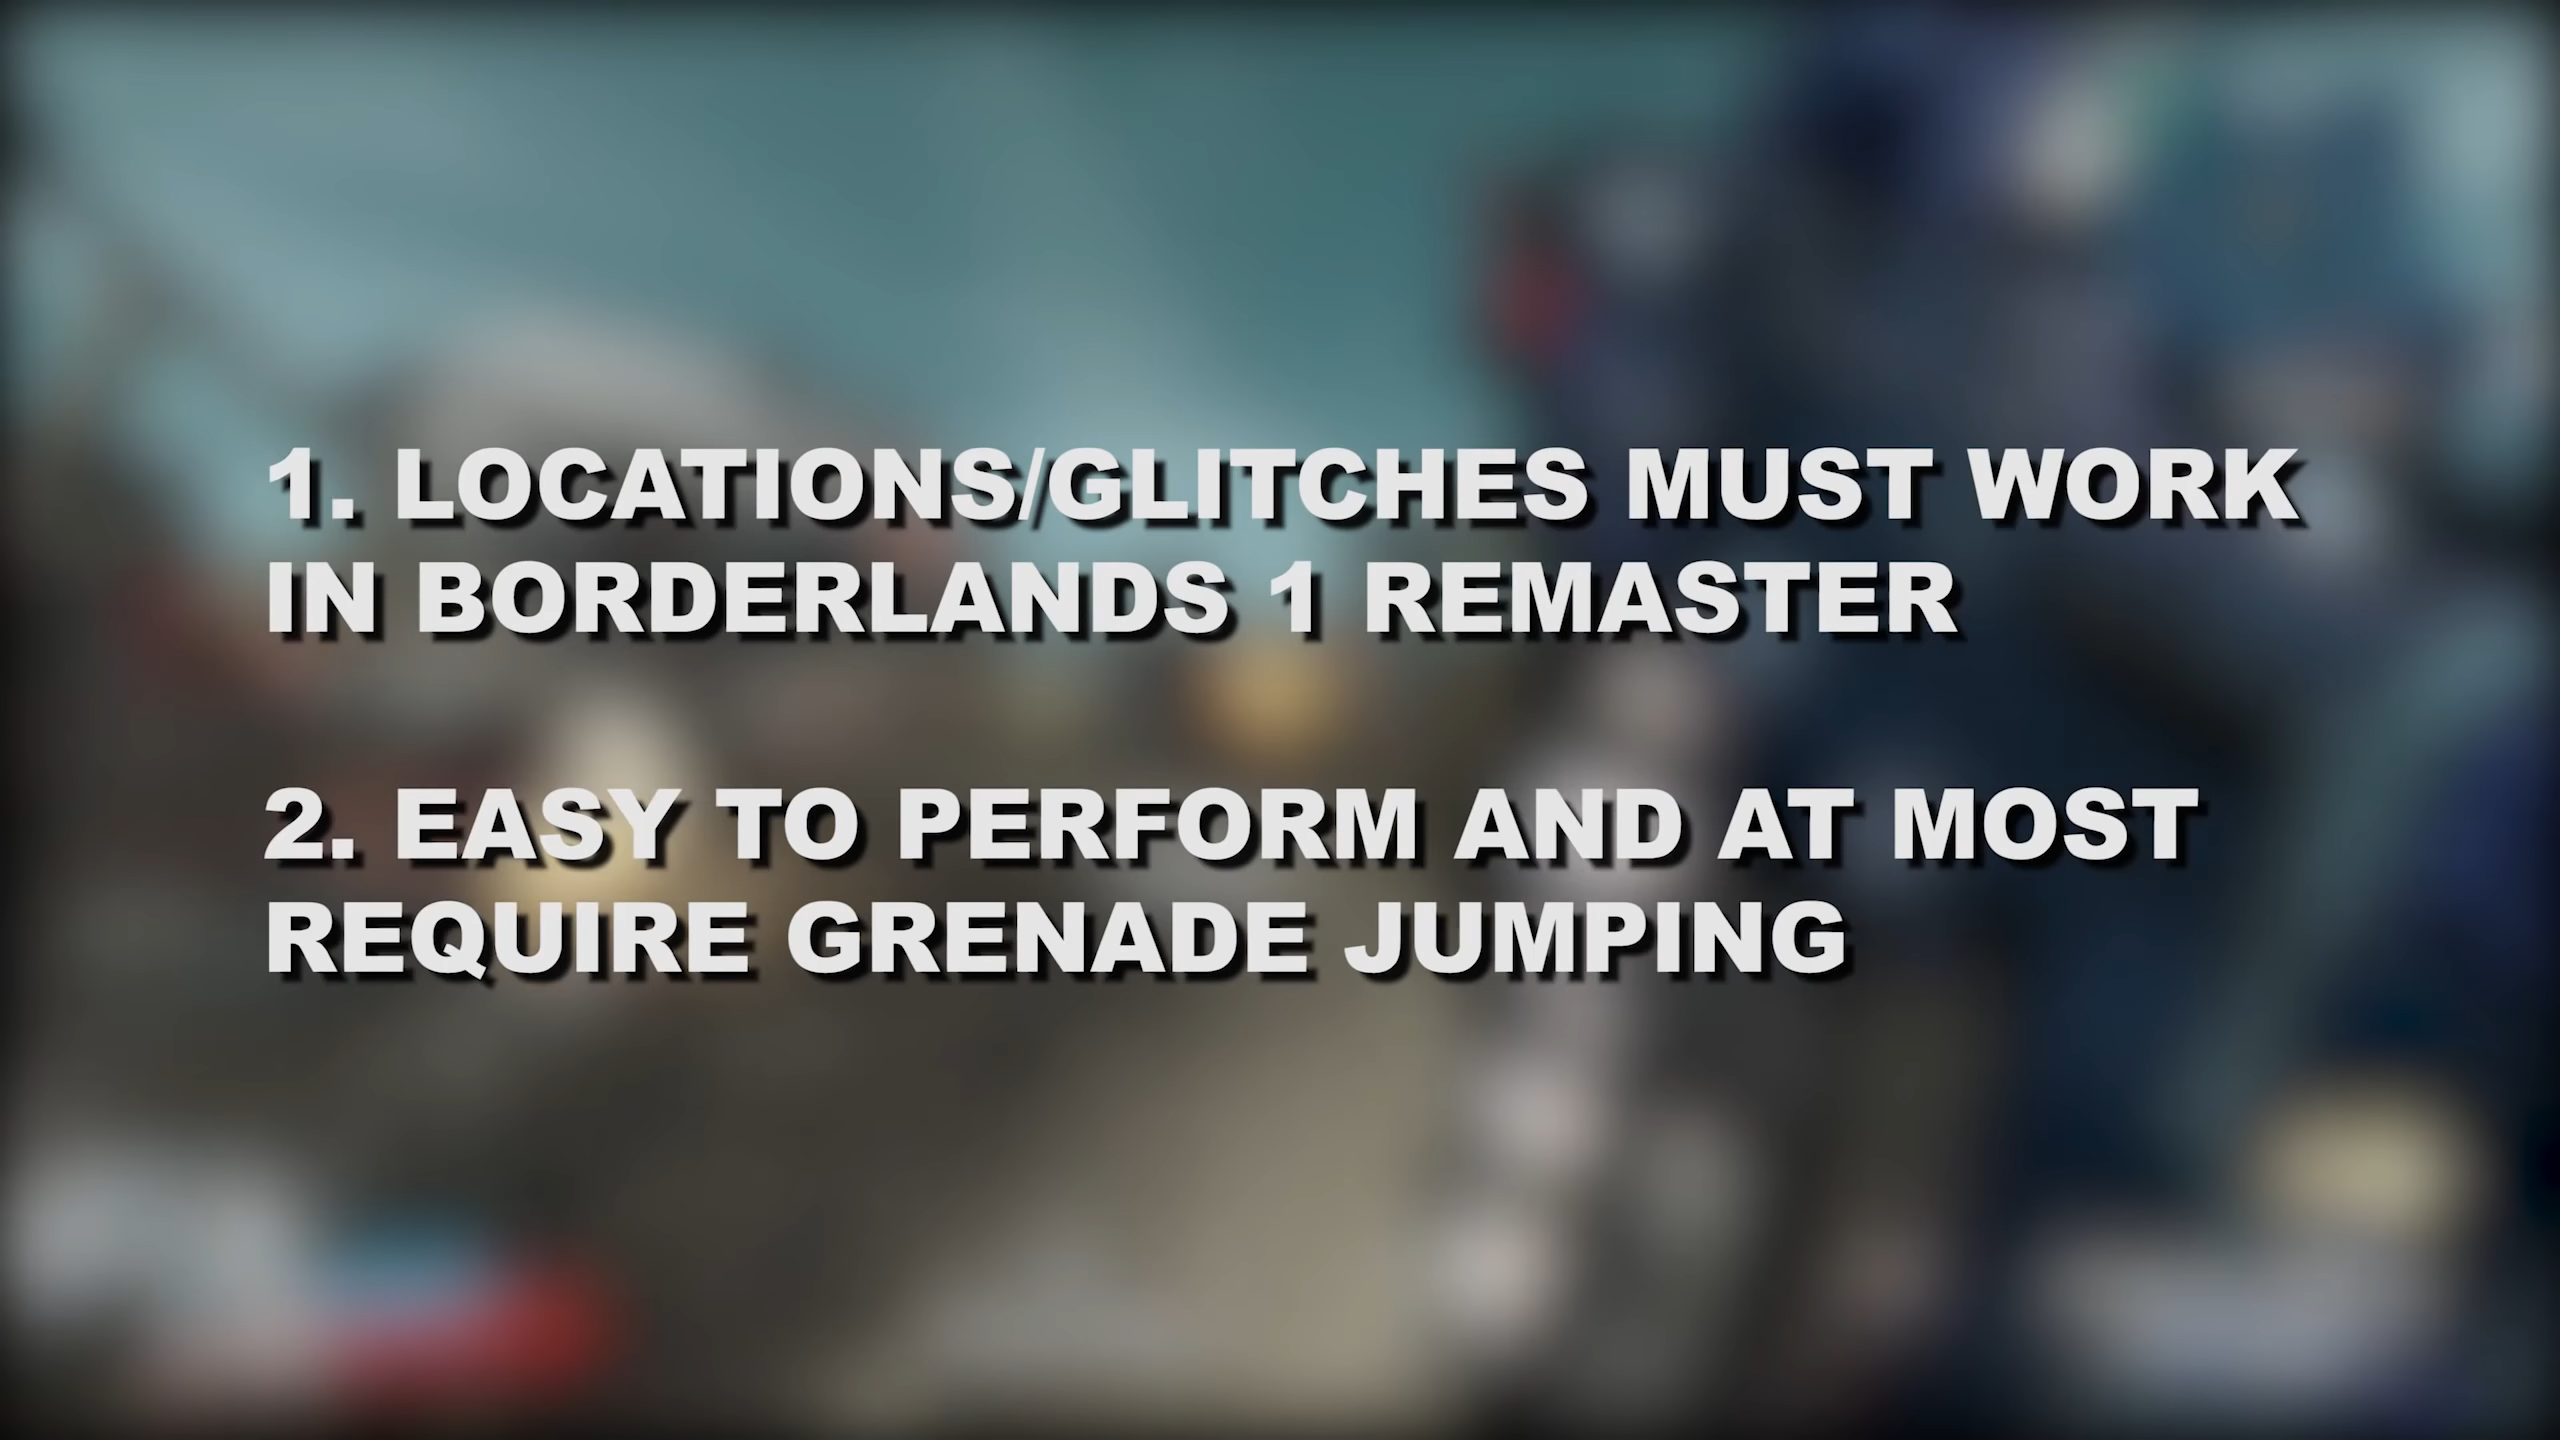 1. LOCATIONS/GLITCHES MUST WORK
IN BORDERLANDS 1 REMASTER
2. EASY TO PERFORM AND AT MOST
REQUIRE GRENADE JUMPING